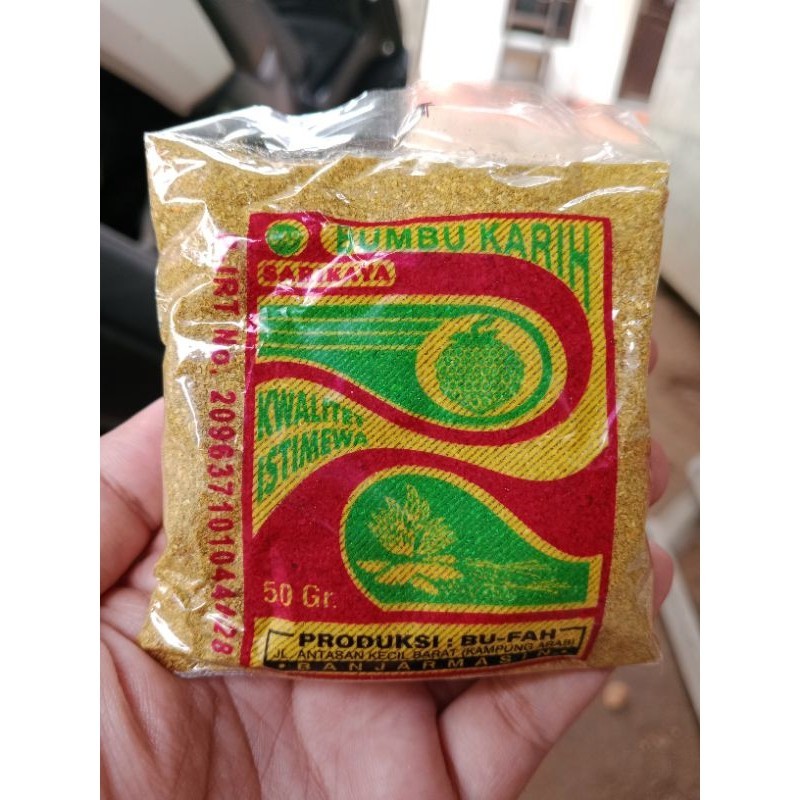 BUMBU KARIH
SARIKAYA
KWALITET
ISTIMEWA
50 Gr.
PRODUKSI : BU-FAH
JL. ANTASAN KECIL BARAT (KAMPUNG ARAB)
• BANJARMASIN •
IRT No. 209637101044/28